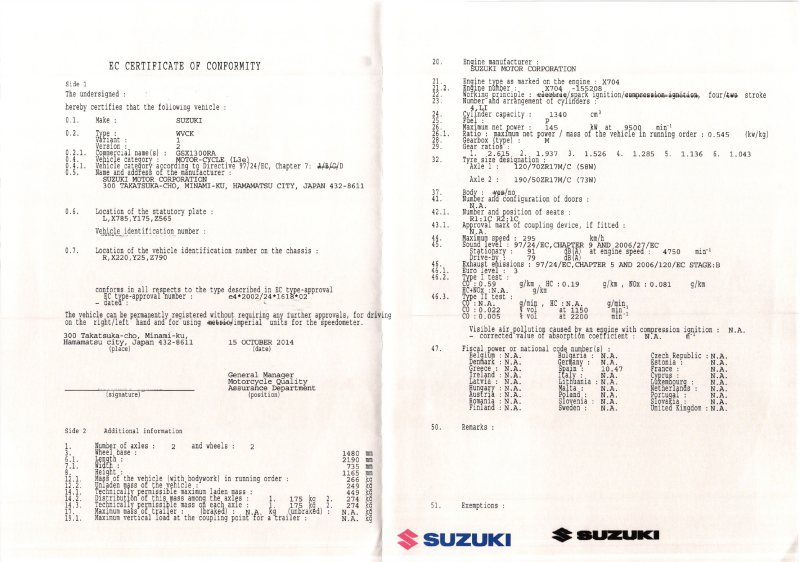 EC CERTIFICATE OF CONFORMITY
Side 1
The undersigned :
hereby certifies that the following vehicle :
0.1. Make : SUZUKI
0.2. Type : WVCK
Variant : 1
Version : 2
0.2.1. Commercial name(s) : GSX1300RA
0.4. Vehicle category : MOTOR-CYCLE (L3e)
0.4.1. Vehicle category according to Directive 97/24/EC, Chapter 7: A/B/C/D
0.5. Name and address of the manufacturer :
SUZUKI MOTOR CORPORATION
300 TAKATSUKA-CHO, MINAMI-KU, HAMAMATSU CITY, JAPAN 432-8611
0.6. Location of the statutory plate :
L,X785,Y175,Z565
Vehicle identification number :
0.7. Location of the vehicle identification number on the chassis :
R,X220,Y25,Z790
conforms in all respects to the type described in EC type-approval
EC type-approval number : e4*2002/24*1618*02
- dated :
The vehicle can be permanently registered without requiring any further approvals, for driving
on the right/left hand and for using metric/imperial units for the speedometer.
300 Takatsuka-cho, Minami-ku,
Hamamatsu city, Japan 432-8611 15 OCTOBER 2014
(place) (date)
General Manager
Motorcycle Quality
Assurance Department
(signature) (position)
Side 2 Additional information
1. Number of axles : 2 and wheels : 2
3. Wheel base : 1480 mm
6.1. Length : 2190 mm
7.1. Width : 735 mm
8. Height : 1165 mm
12.1. Mass of the vehicle (with bodywork) in running order : 266 kg
12.2. Unladen mass of the vehicle : 249 kg
14.1. Technically permissible maximum laden mass : 449 kg
14.2. Distribution of this mass among the axles : 1. 175 kg 2. 274 kg
14.3. Technically permissible mass on each axle : 1. 175 kg 2. 274 kg
17. Maximum mass of trailer : (braked) : N.A. kg (unbraked) : N.A. kg
19.1. Maximum vertical load at the coupling point for a trailer : N.A. kg
20. Engine manufacturer :
SUZUKI MOTOR CORPORATION
21. Engine type as marked on the engine : X704
21.2. Engine number : X704 -155208
22. Working principle : electric/spark ignition/compression ignition, four/two stroke
23. Number and arrangement of cylinders :
4,LI
24. Cylinder capacity : 1340 cm³
25. Fuel : P
26. Maximum net power : 145 kW at 9500 min⁻¹
26.1. Ratio : maximum net power / mass of the vehicle in running order : 0.545 (kw/kg)
28. Gearbox (type) : M
29. Gear ratios :
1. 2.615 2. 1.937 3. 1.526 4. 1.285 5. 1.136 6. 1.043
32. Tyre size designation :
Axle 1 : 120/70ZR17M/C (58W)
Axle 2 : 190/50ZR17M/C (73W)
37. Body : yes/no
41. Number and configuration of doors :
N.A.
42.1. Number and position of seats :
R1:1C R2:1C
43.1. Approval mark of coupling device, if fitted :
N.A.
44. Maximum speed : 295 km/h
45. Sound level : 97/24/EC,CHAPTER 9 AND 2006/27/EC
Stationary : 91 dB(A) at engine speed : 4750 min⁻¹
Drive-by : 79 dB(A)
46. Exhaust emissions : 97/24/EC,CHAPTER 5 AND 2006/120/EC STAGE:B
46.1. Euro level : 3
46.2. Type I test :
CO :0.59 g/km , HC :0.19 g/km , NOx :0.081 g/km
HC+NOx :N.A. g/km
46.3. Type II test :
CO :N.A. g/min , HC :N.A. g/min,
CO :0.022 % vol at 1150 min⁻¹
CO :0.005 % vol at 2200 min⁻¹
Visible air pollution caused by an engine with compression ignition : N.A.
- corrected value of absorption coefficient : N.A. m⁻¹
47. Fiscal power or national code number(s) :
Belgium : N.A. Bulgaria : N.A. Czech Republic : N.A.
Denmark : N.A. Germany : N.A. Estonia : N.A.
Greece : N.A. Spain : 10.47 France : N.A.
Ireland : N.A. Italy : N.A. Cyprus : N.A.
Latvia : N.A. Lithuania : N.A. Luxembourg : N.A.
Hungary : N.A. Malta : N.A. Netherlands : N.A.
Austria : N.A. Poland : N.A. Portugal : N.A.
Romania : N.A. Slovenia : N.A. Slovakia : N.A.
Finland : N.A. Sweden : N.A. United Kingdom : N.A.
50. Remarks :
51. Exemptions :
SUZUKI SUZUKI